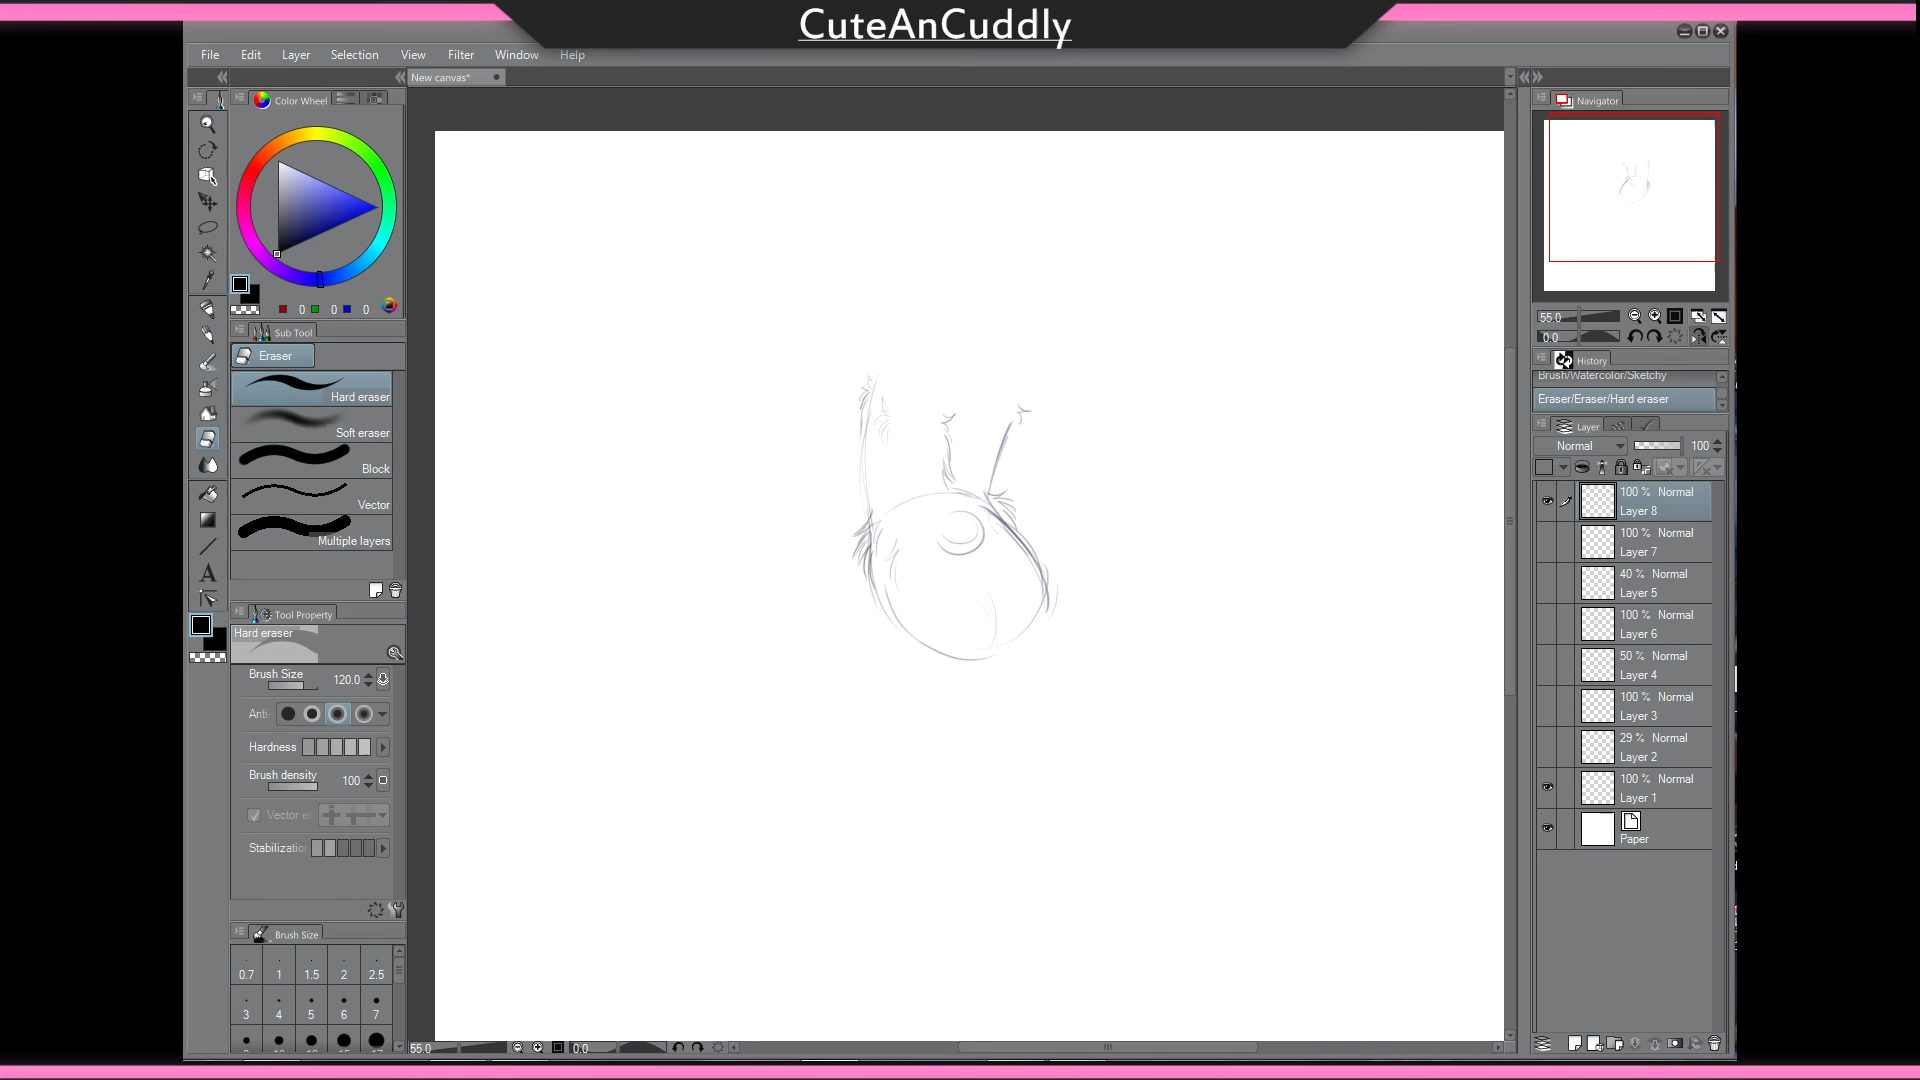 CuteAnCuddly
File Edit Layer Selection View Filter Window Help
New canvas*
Color Wheel
0 0 0
Sub Tool
Eraser
Hard eraser
Soft eraser
Block
Vector
Multiple layers
Tool Property
Hard eraser
Brush Size 120.0
Anti-
Hardness
Brush density 100
Vector er
Stabilizatio
Brush Size
0.7 1 1.5 2 2.5
3 4 5 6 7
55.0 0.0
Navigator
55.0
0.0
History
Brush/Watercolor/Sketchy
Eraser/Eraser/Hard eraser
Layer
Normal 100
100 % Normal
Layer 8
100 % Normal
Layer 7
40 % Normal
Layer 5
100 % Normal
Layer 6
50 % Normal
Layer 4
100 % Normal
Layer 3
29 % Normal
Layer 2
100 % Normal
Layer 1
Paper